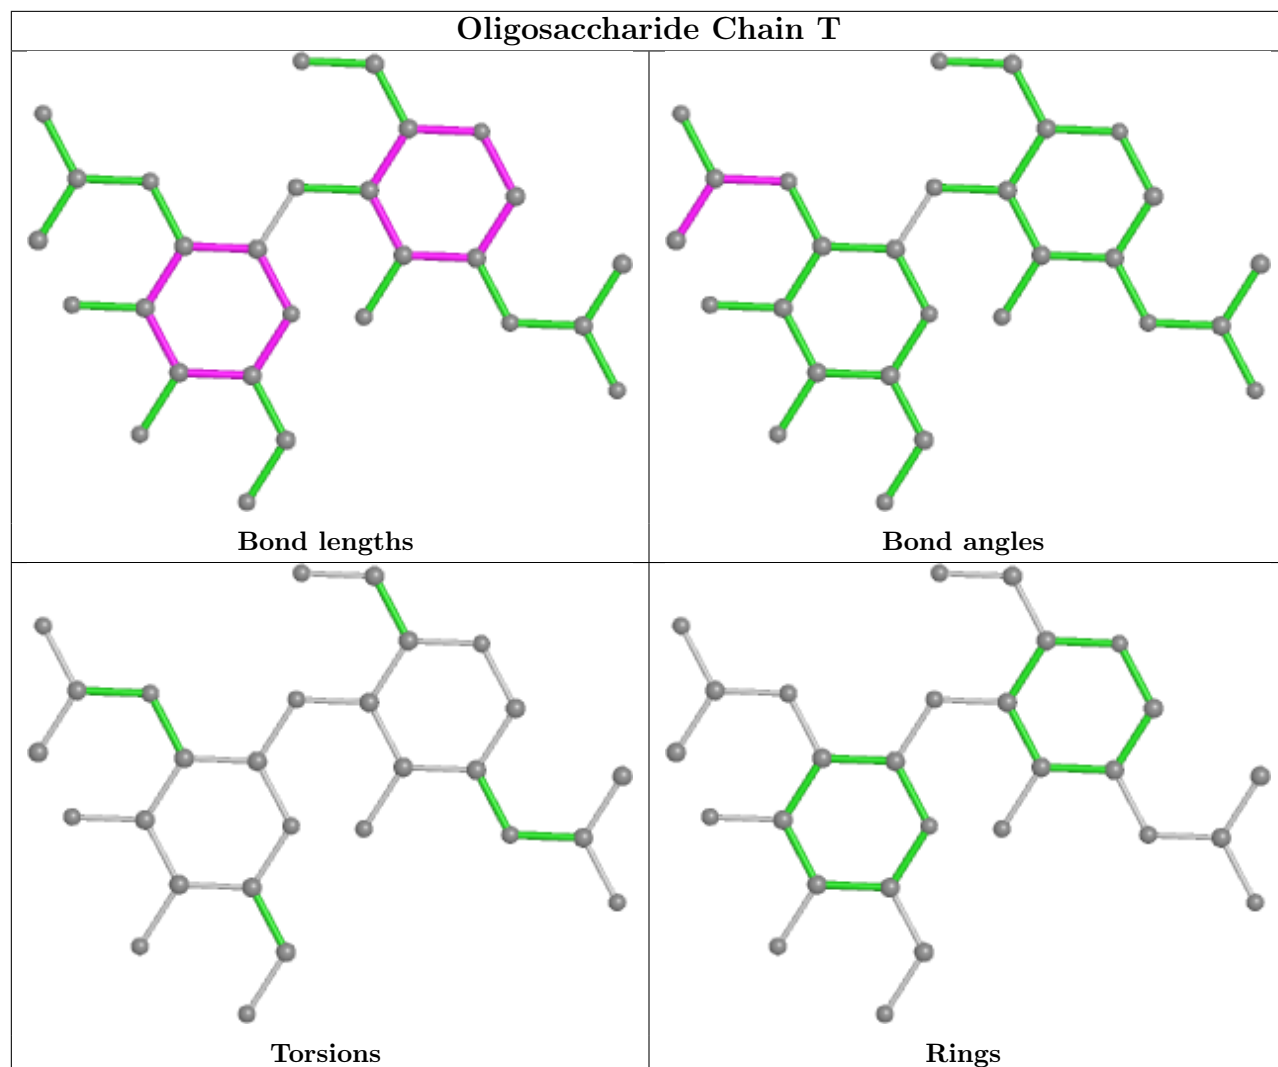 Oligosaccharide Chain T
Bond lengths
Bond angles
Torsions
Rings